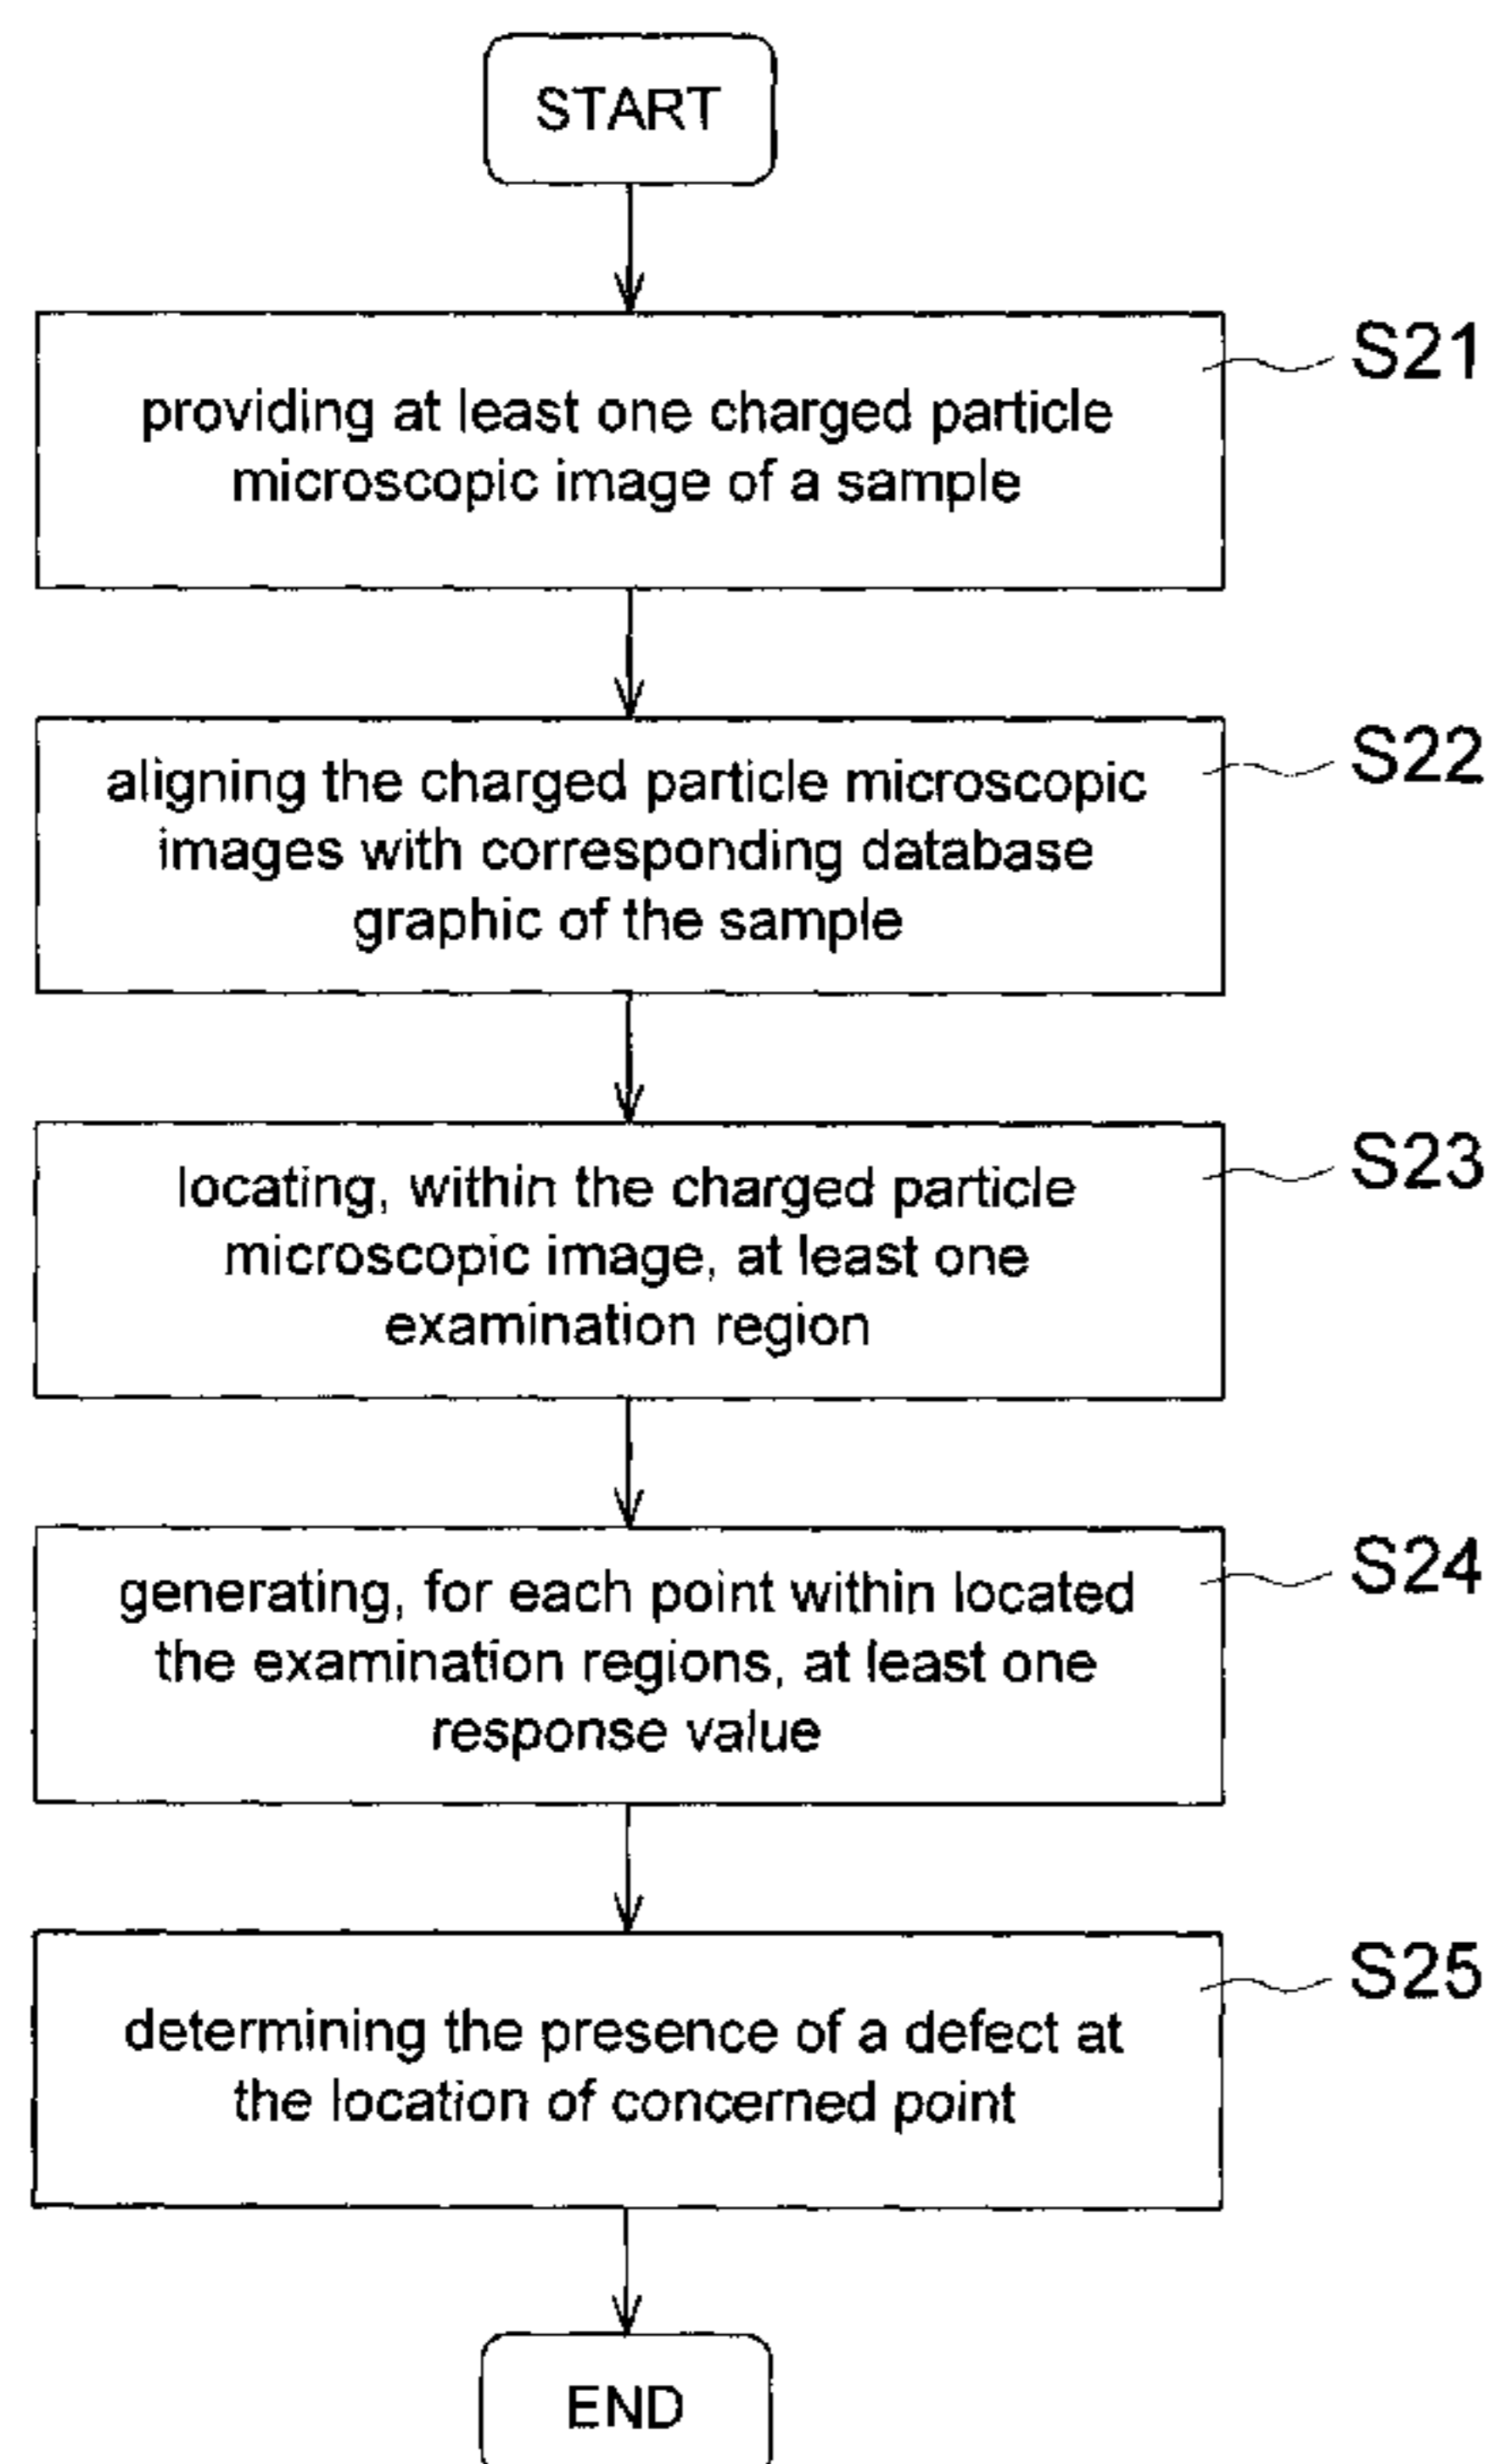 START
providing at least one charged particle
microscopic image of a sample
S21
aligning the charged particle microscopic
images with corresponding database
graphic of the sample
S22
locating, within the charged particle
microscopic image, at least one
examination region
S23
generating, for each point within located
the examination regions, at least one
response value
S24
determining the presence of a defect at
the location of concerned point
S25
END